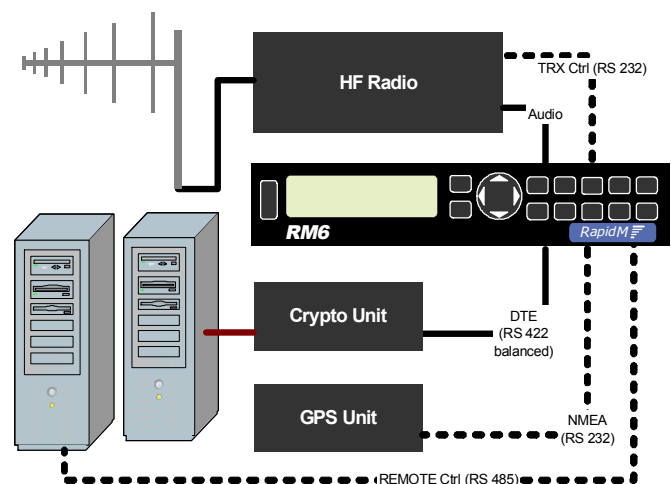 HF Radio
TRX Ctrl (RS 232)
Audio
RM6
RapidM
Crypto Unit
DTE
(RS 422
balanced)
GPS Unit
NMEA
(RS 232)
REMOTE Ctrl (RS 485)